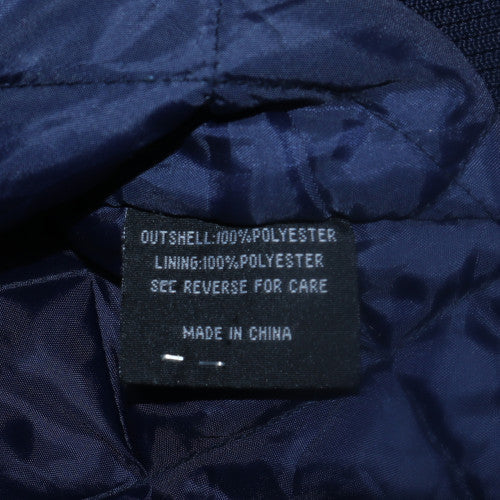 OUTSHELL:100%POLYESTER
LINING:100%POLYESTER
SEE REVERSE FOR CARE
MADE IN CHINA